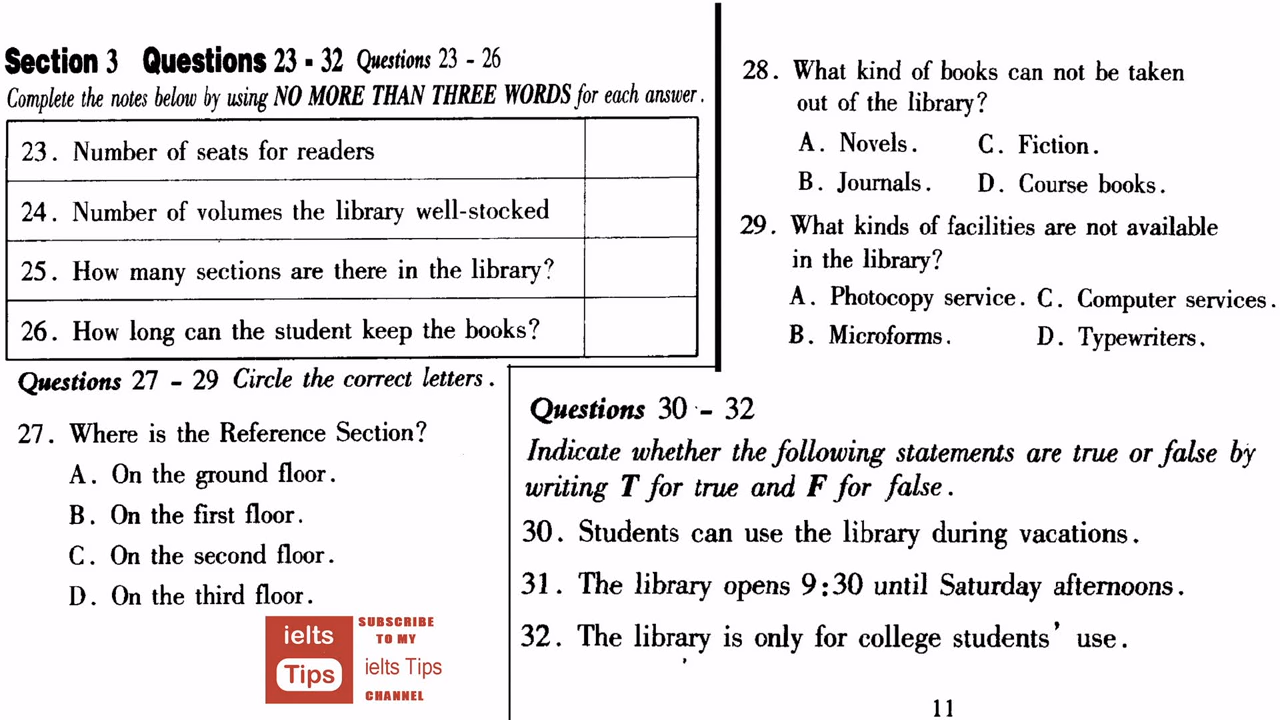 Section 3 Questions 23 - 32 Questions 23 - 26
Complete the notes below by using NO MORE THAN THREE WORDS for each answer.
23. Number of seats for readers
24. Number of volumes the library well-stocked
25. How many sections are there in the library?
26. How long can the student keep the books?
Questions 27 - 29 Circle the correct letters.
27. Where is the Reference Section?
A. On the ground floor.
B. On the first floor.
C. On the second floor.
D. On the third floor.
28. What kind of books can not be taken
out of the library?
A. Novels. C. Fiction.
B. Journals. D. Course books.
29. What kinds of facilities are not available
in the library?
A. Photocopy service. C. Computer services.
B. Microforms. D. Typewriters.
Questions 30 - 32
Indicate whether the following statements are true or false by
writing T for true and F for false.
30. Students can use the library during vacations.
31. The library opens 9:30 until Saturday afternoons.
32. The library is only for college students' use.
11
ielts
Tips
SUBSCRIBE
TO MY
ielts Tips
CHANNEL